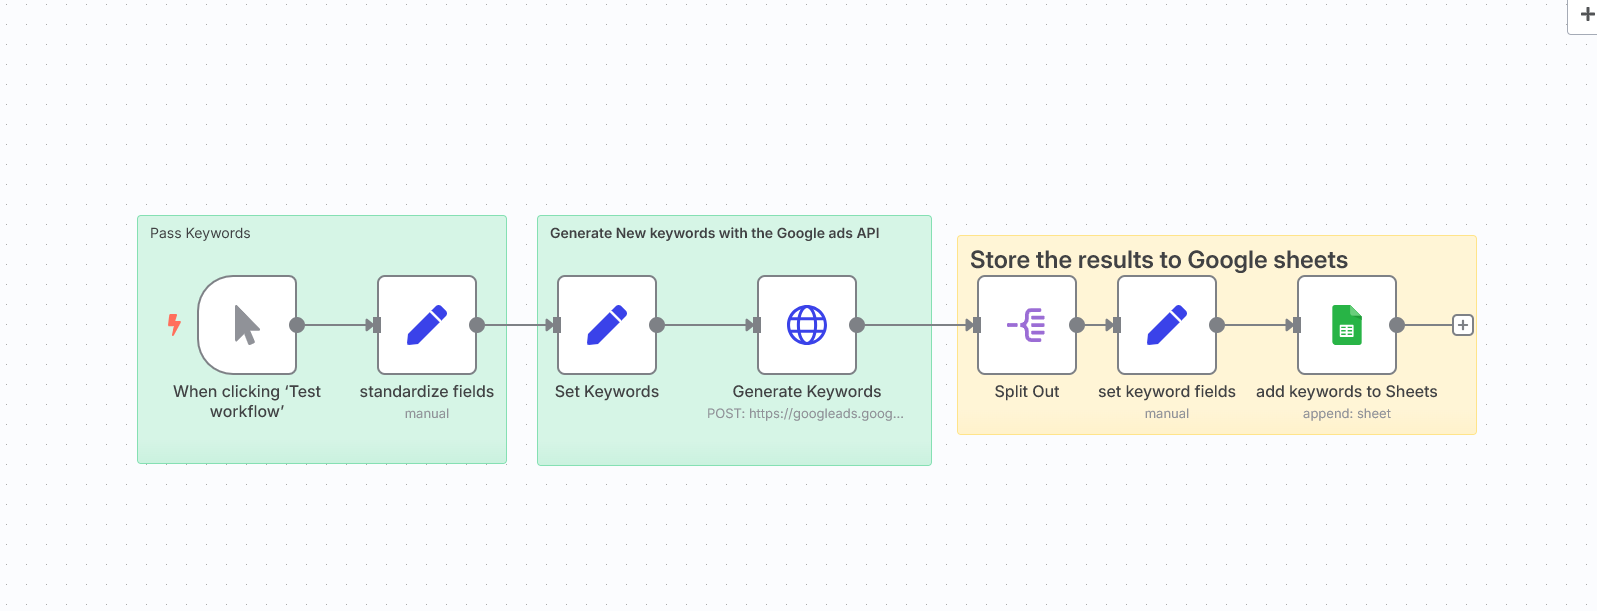 Pass Keywords
Generate New keywords with the Google ads API
Store the results to Google sheets
When clicking ‘Test
workflow’
standardize fields
manual
Set Keywords
Generate Keywords
POST: https://googleads.goog...
Split Out
set keyword fields
manual
add keywords to Sheets
append: sheet